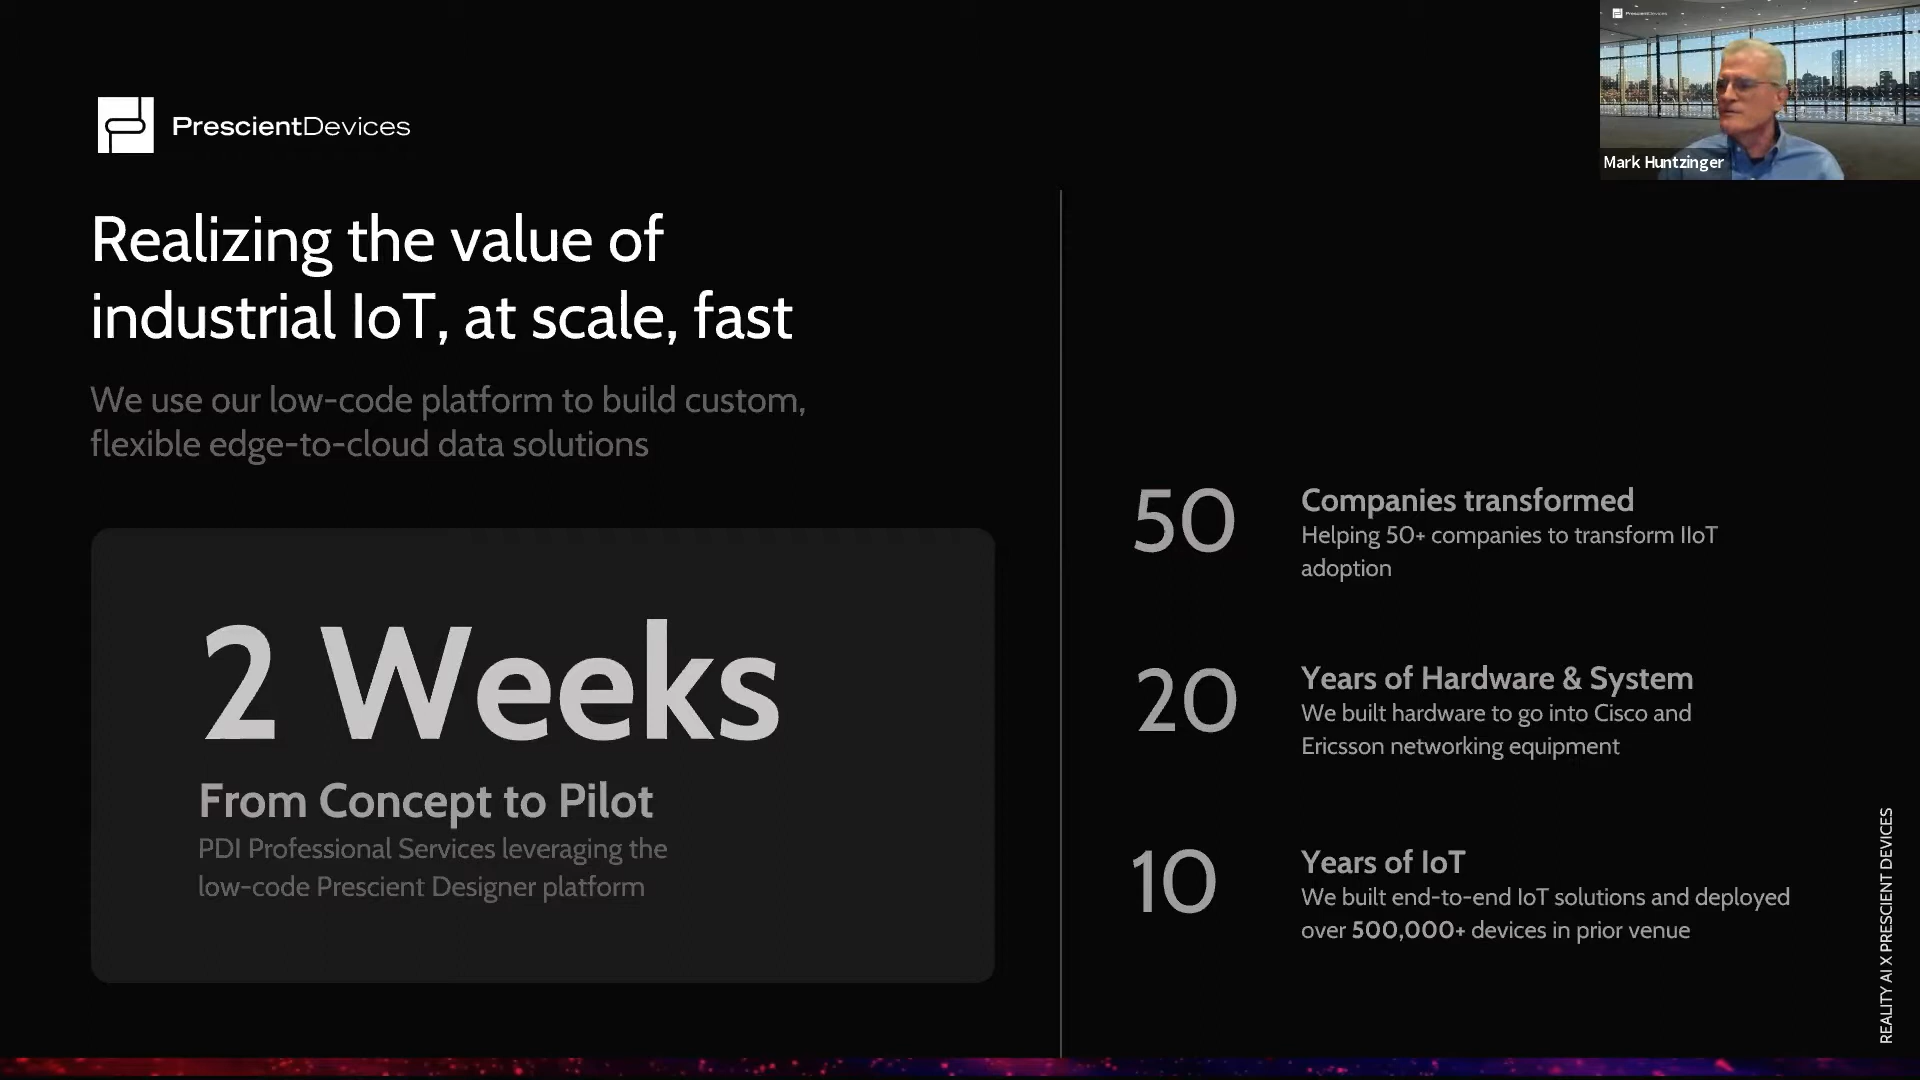 PrescientDevices
Realizing the value of
industrial IoT, at scale, fast
We use our low-code platform to build custom,
flexible edge-to-cloud data solutions
2 Weeks
From Concept to Pilot
PDI Professional Services leveraging the
low-code Prescient Designer platform
50
Companies transformed
Helping 50+ companies to transform IIoT
adoption
20
Years of Hardware & System
We built hardware to go into Cisco and
Ericsson networking equipment
10
Years of IoT
We built end-to-end IoT solutions and deployed
over 500,000+ devices in prior venue
REALITY AI X PRESCIENT DEVICES
PrescientDevices
Mark Huntzinger